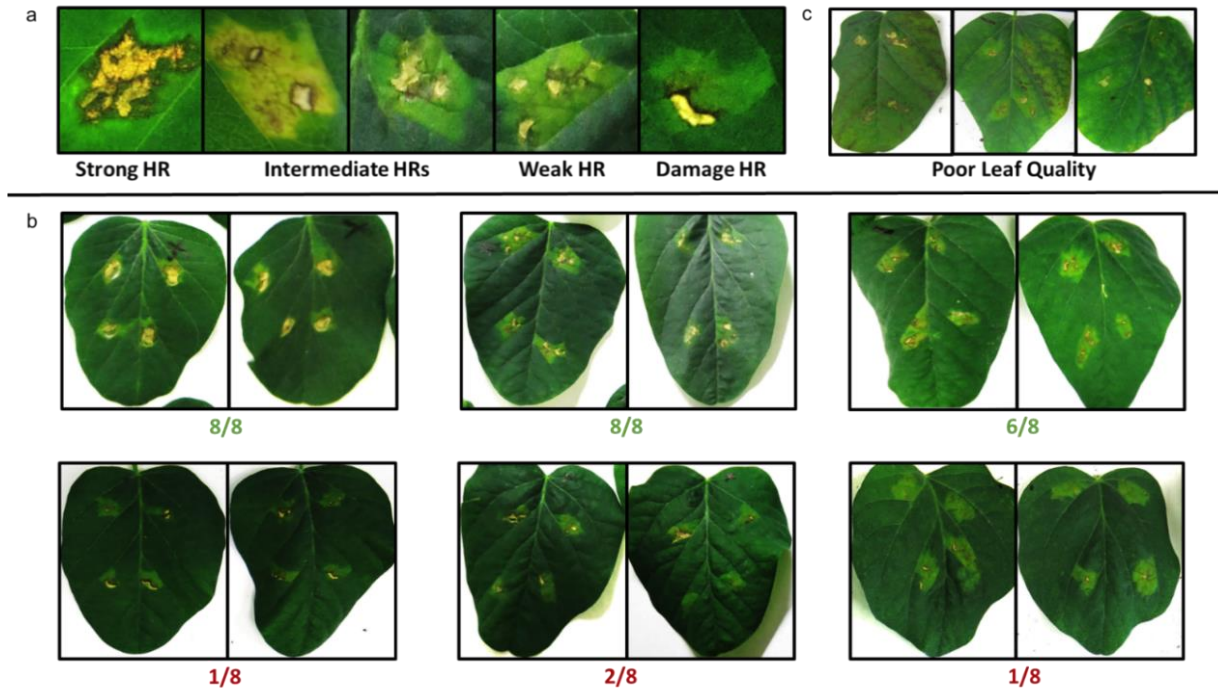 a
c
Strong HR
Intermediate HRs
Weak HR
Damage HR
Poor Leaf Quality
b
8/8
8/8
6/8
1/8
2/8
1/8